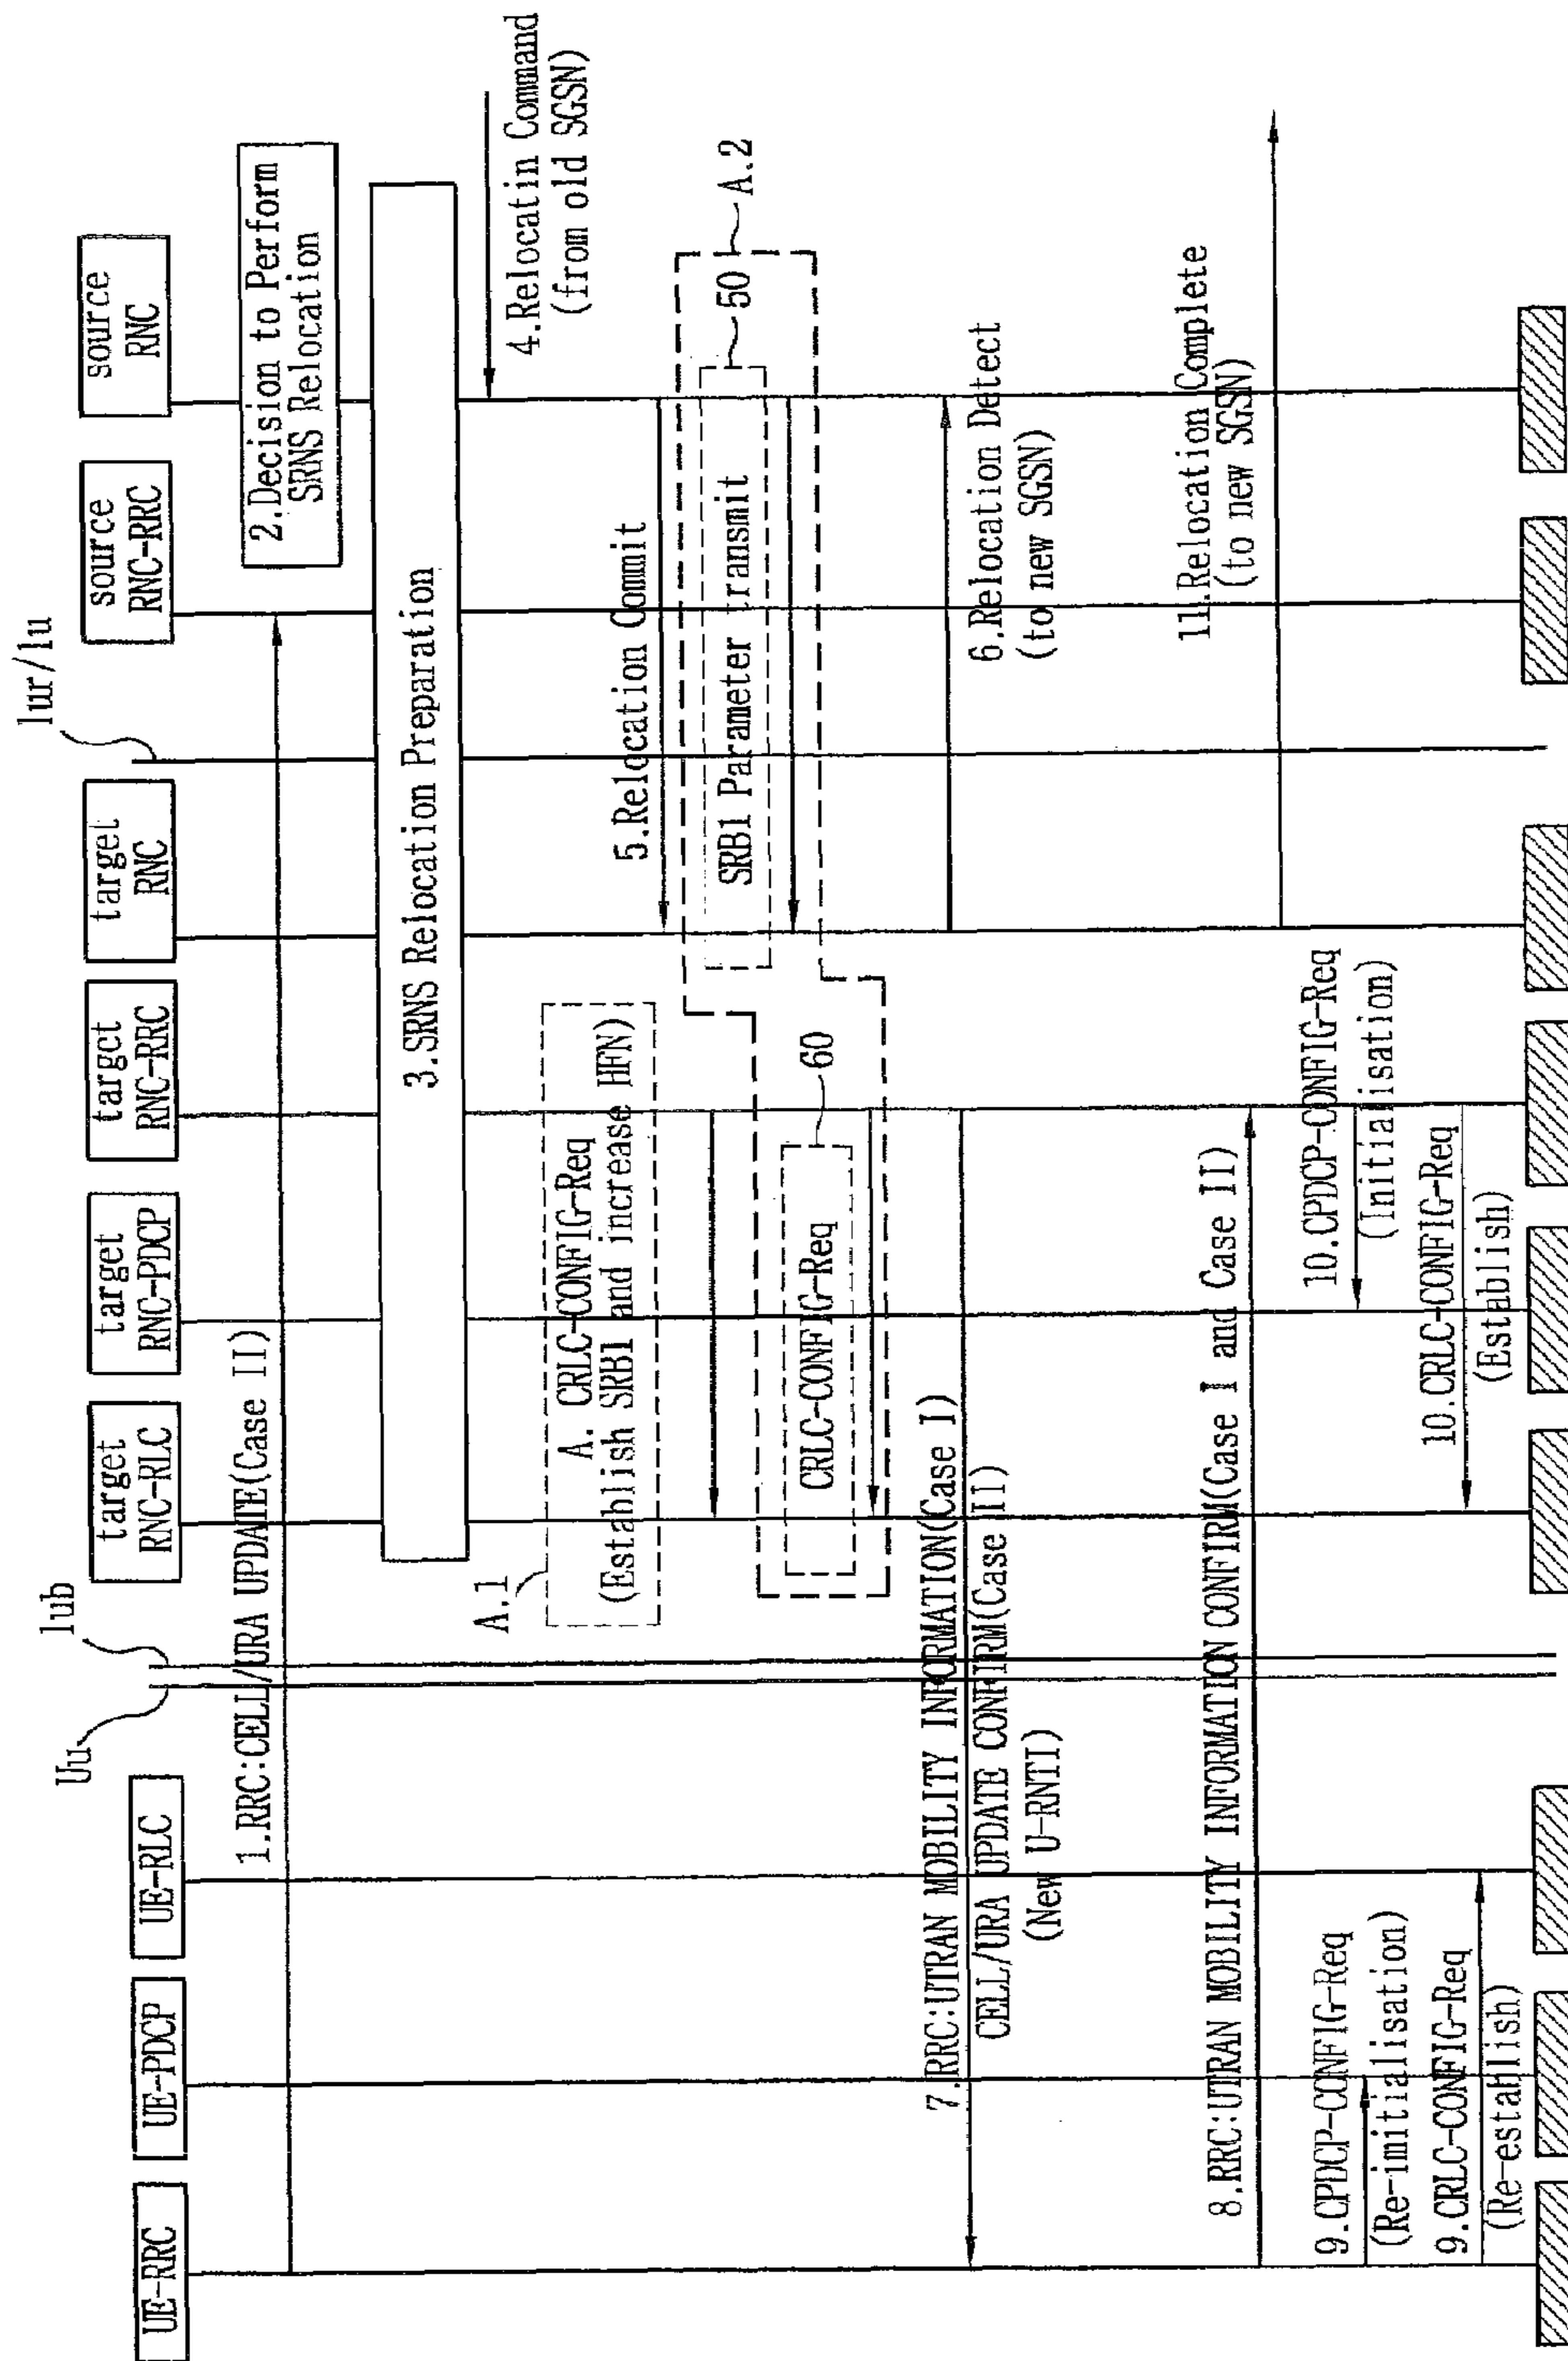 UE-RRC
UE-PDCP
UE-RLC
Uu
lub
target
RNC-RLC
target
RNC-PDCP
targct
RNC-RRC
target
RNC
lur/lu
source
RNC-RRC
source
RNC
1.RRC:CELL/URA UPDATE(Case II)
2.Decision to Perform
SRNS Relocation
3.SRNS Relocation Preparation
4.Relocatin Command
(from old SGSN)
A.1
A. CRLC-CONFIG-Req
(Establish SRB1 and increase HFN)
5.Relocation Commit
A.2
50
SRB1 Parameter transmit
60
CRLC-CONFIG-Req
6.Relocation Detect
(to new SGSN)
7.RRC:UTRAN MOBILITY INFORMATION(Case I)
CELL/URA UPDATE CONFIRM(Case II)
(New U-RNTI)
8.RRC:UTRAN MOBILITY INFORMATION CONFIRM(Case I and Case II)
11.Relocation Complete
(to new SGSN)
9.CPDCP-CONFIG-Req
(Re-imitialisation)
9.CRLC-CONFIG-Req
(Re-establish)
10.CPDCP-CONFIG-Req
(Initialisation)
10.CRLC-CONFIG-Req
(Establish)